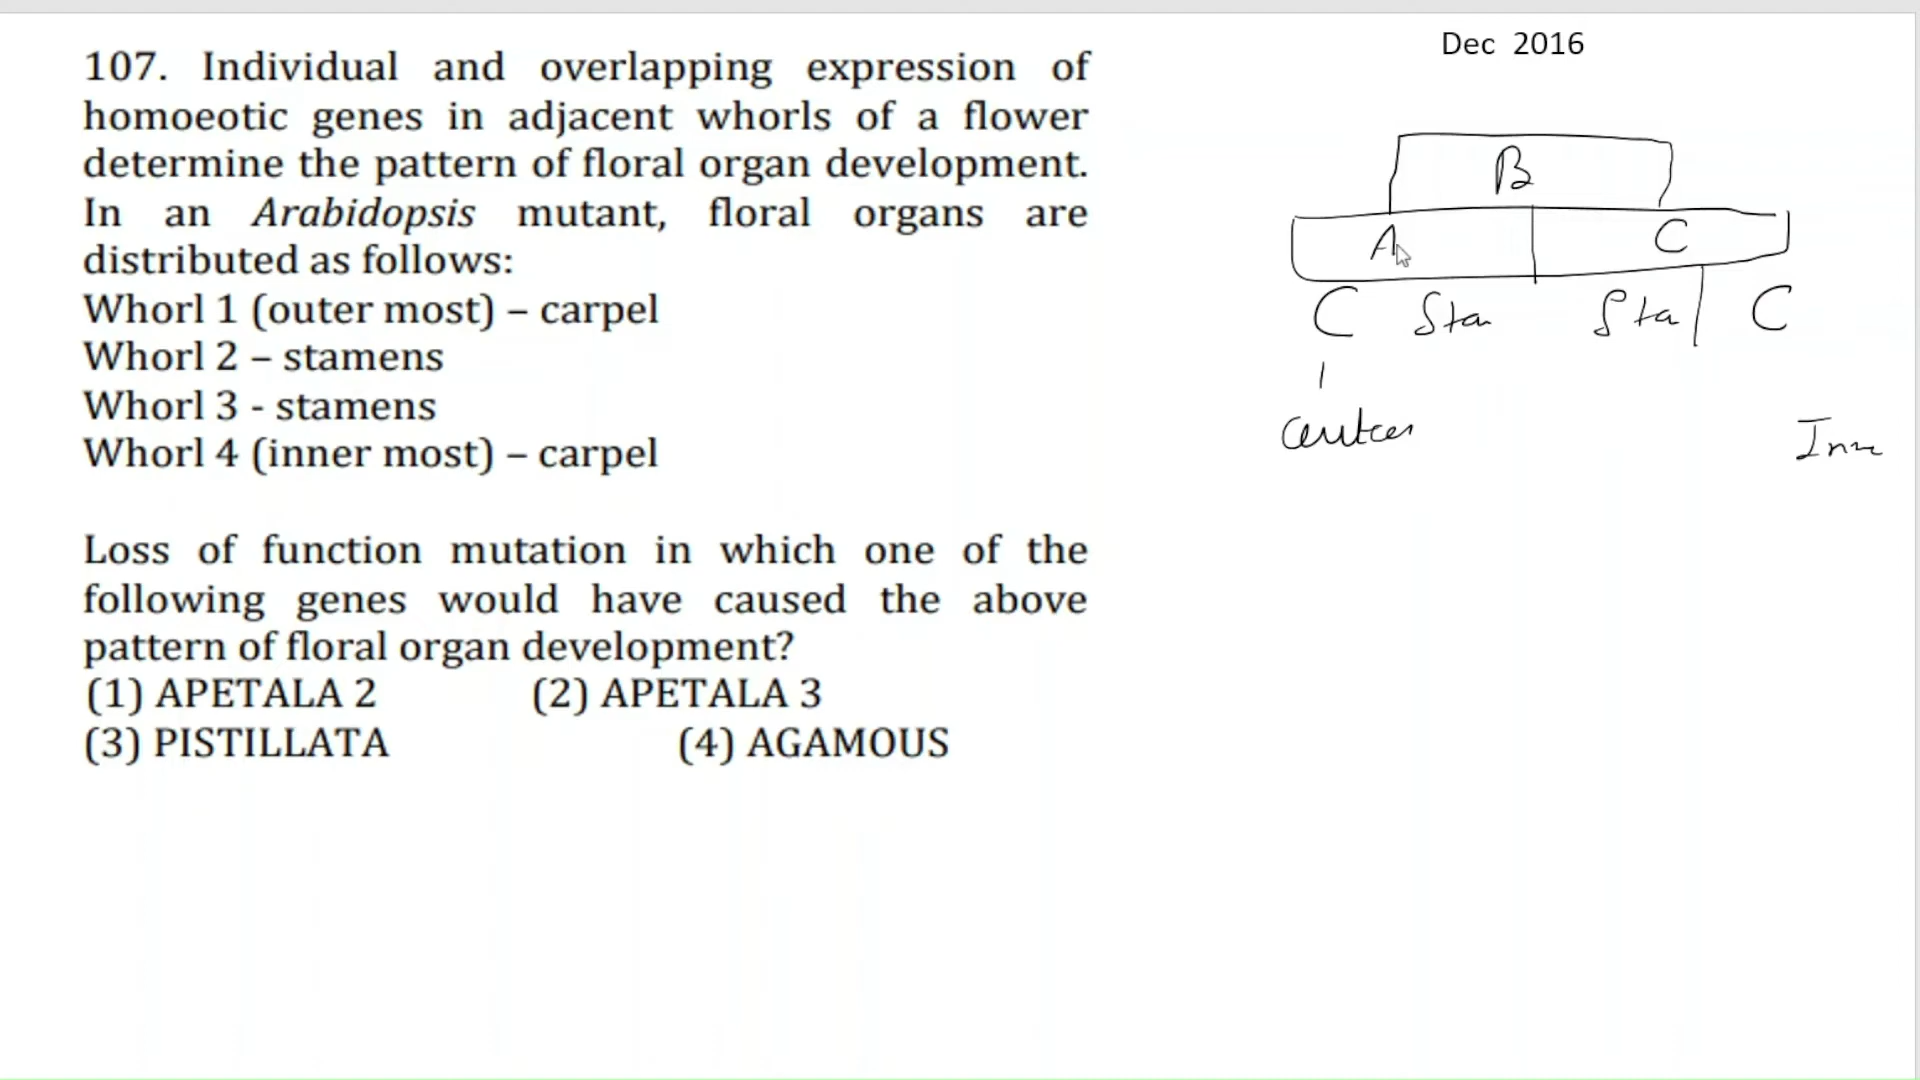 Dec 2016
107. Individual and overlapping expression of
homoeotic genes in adjacent whorls of a flower
determine the pattern of floral organ development.
In an Arabidopsis mutant, floral organs are
distributed as follows:
Whorl 1 (outer most) – carpel
Whorl 2 – stamens
Whorl 3 - stamens
Whorl 4 (inner most) – carpel
Loss of function mutation in which one of the
following genes would have caused the above
pattern of floral organ development?
(1) APETALA 2 (2) APETALA 3
(3) PISTILLATA (4) AGAMOUS
B
A C
C Sta Sta C